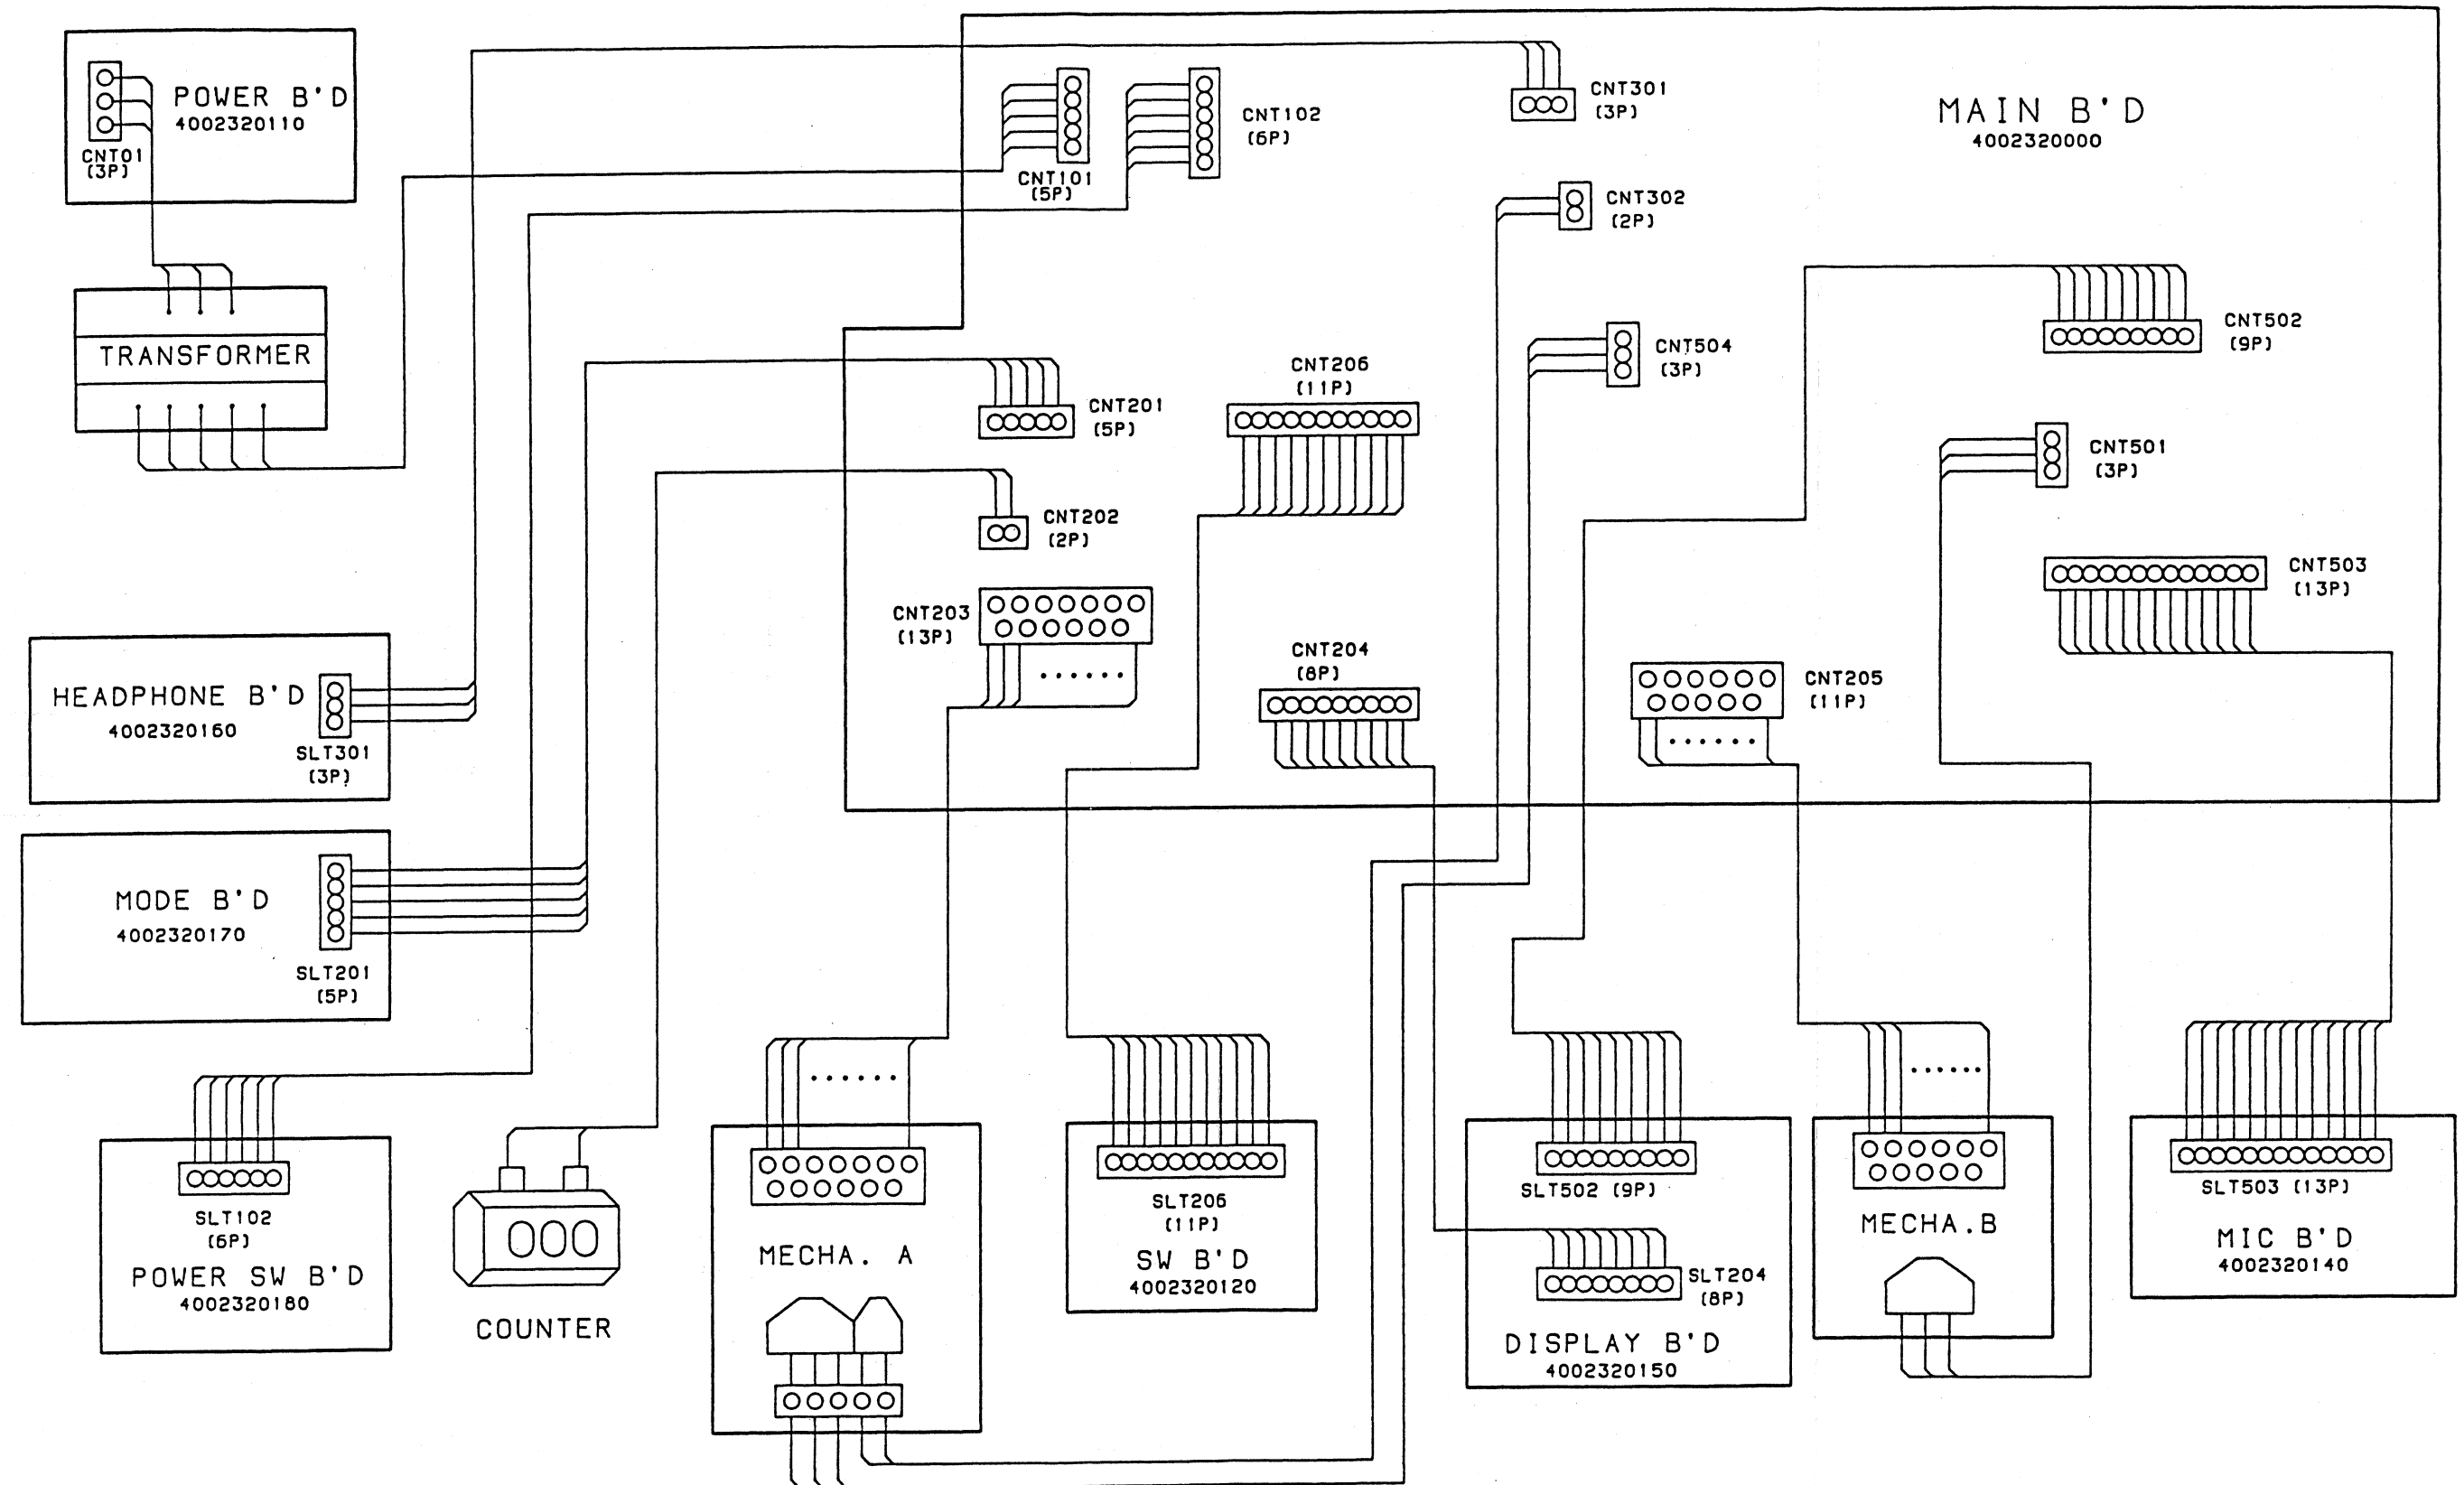 POWER B'D
4002320110
CNT01
(3P)
TRANSFORMER
CNT101
(5P)
CNT102
(6P)
CNT301
(3P)
MAIN B'D
4002320000
CNT302
(2P)
CNT502
(9P)
CNT504
(3P)
CNT206
(11P)
CNT201
(5P)
CNT501
(3P)
CNT202
(2P)
CNT503
(13P)
CNT203
(13P)
CNT204
(8P)
CNT205
(11P)
HEADPHONE B'D
4002320160
SLT301
(3P)
MODE B'D
4002320170
SLT201
(5P)
SLT102
(6P)
POWER SW B'D
4002320180
COUNTER
MECHA. A
SLT206
(11P)
SW B'D
4002320120
SLT502 (9P)
SLT204
(8P)
DISPLAY B'D
4002320150
MECHA.B
SLT503 (13P)
MIC B'D
4002320140